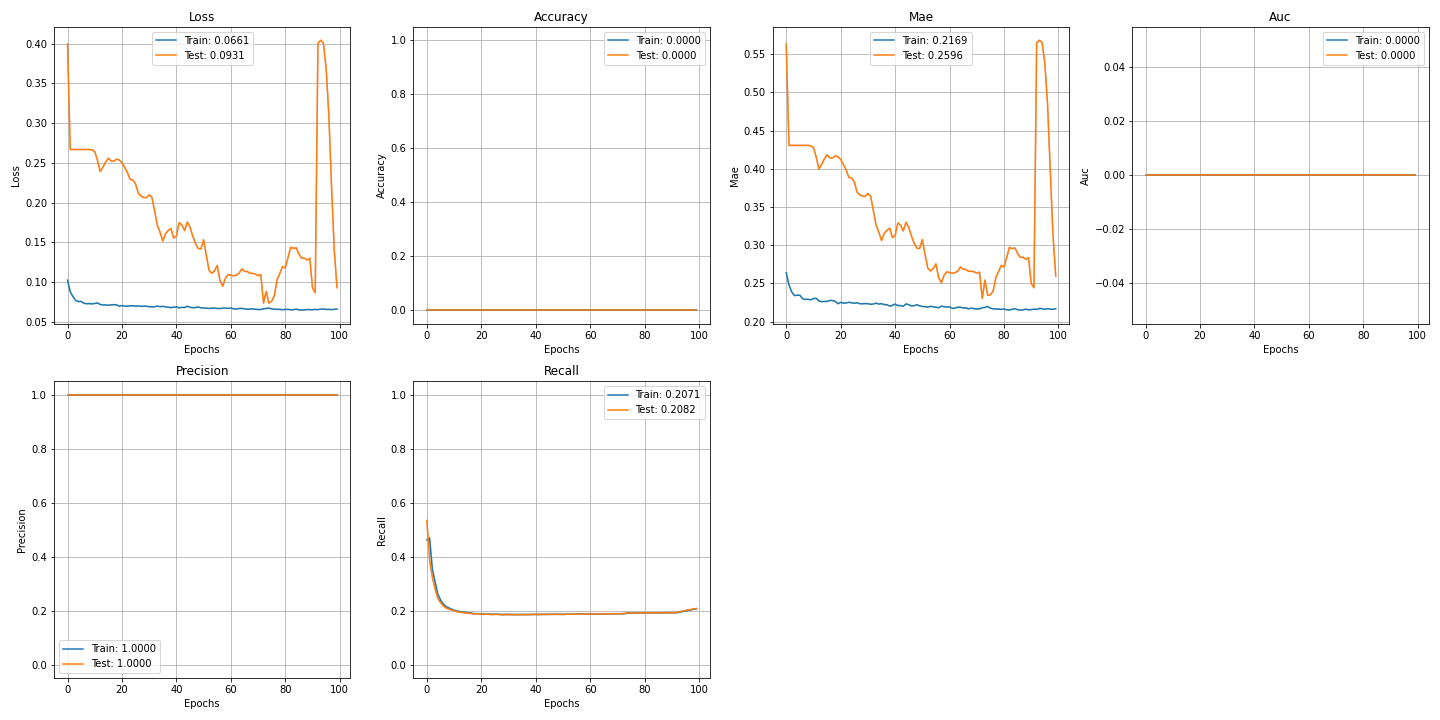 Loss
Train: 0.0661
Test: 0.0931
0.40
0.35
0.30
0.25
0.20
0.15
0.10
0.05
Loss
0 20 40 60 80 100
Epochs
Accuracy
Train: 0.0000
Test: 0.0000
1.0
0.8
0.6
0.4
0.2
0.0
Accuracy
0 20 40 60 80 100
Epochs
Mae
Train: 0.2169
Test: 0.2596
0.55
0.50
0.45
0.40
0.35
0.30
0.25
0.20
Mae
0 20 40 60 80 100
Epochs
Auc
Train: 0.0000
Test: 0.0000
0.04
0.02
0.00
−0.02
−0.04
Auc
0 20 40 60 80 100
Epochs
Precision
1.0
0.8
0.6
0.4
0.2
0.0
Precision
Train: 1.0000
Test: 1.0000
0 20 40 60 80 100
Epochs
Recall
Train: 0.2071
Test: 0.2082
1.0
0.8
0.6
0.4
0.2
0.0
Recall
0 20 40 60 80 100
Epochs